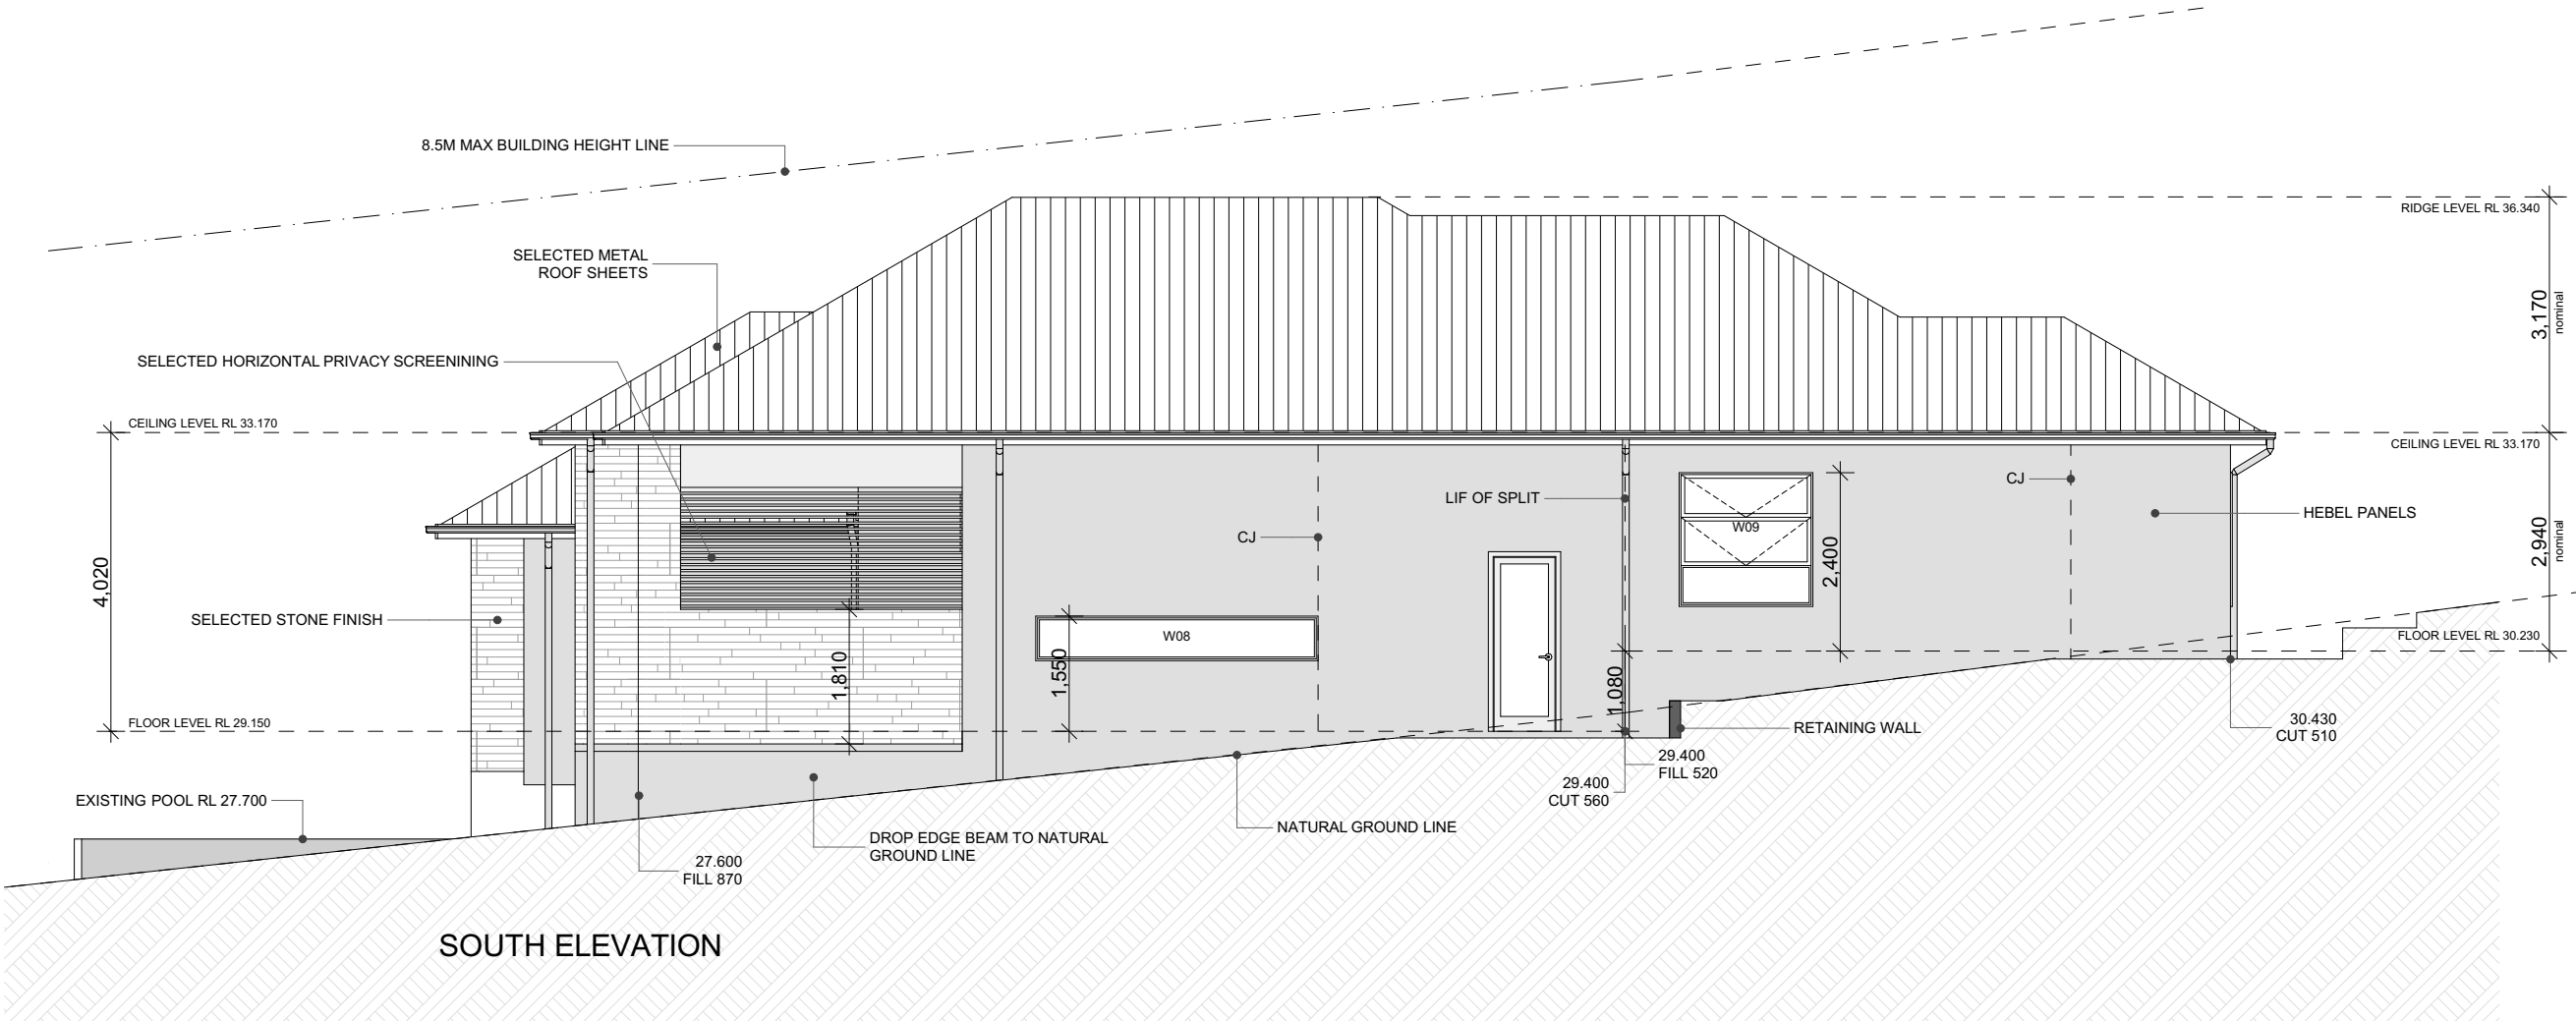 8.5M MAX BUILDING HEIGHT LINE
RIDGE LEVEL RL 36.340
SELECTED METAL
ROOF SHEETS
3,170
nominal
SELECTED HORIZONTAL PRIVACY SCREENINING
CEILING LEVEL RL 33.170
CEILING LEVEL RL 33.170
CJ
LIF OF SPLIT
HEBEL PANELS
W09
CJ
2,400
2,940
nominal
4,020
SELECTED STONE FINISH
W08
FLOOR LEVEL RL 30.230
1,810
1,550
1,080
FLOOR LEVEL RL 29.150
30.430
CUT 510
RETAINING WALL
29.400
FILL 520
29.400
CUT 560
EXISTING POOL RL 27.700
NATURAL GROUND LINE
DROP EDGE BEAM TO NATURAL
GROUND LINE
27.600
FILL 870
SOUTH ELEVATION